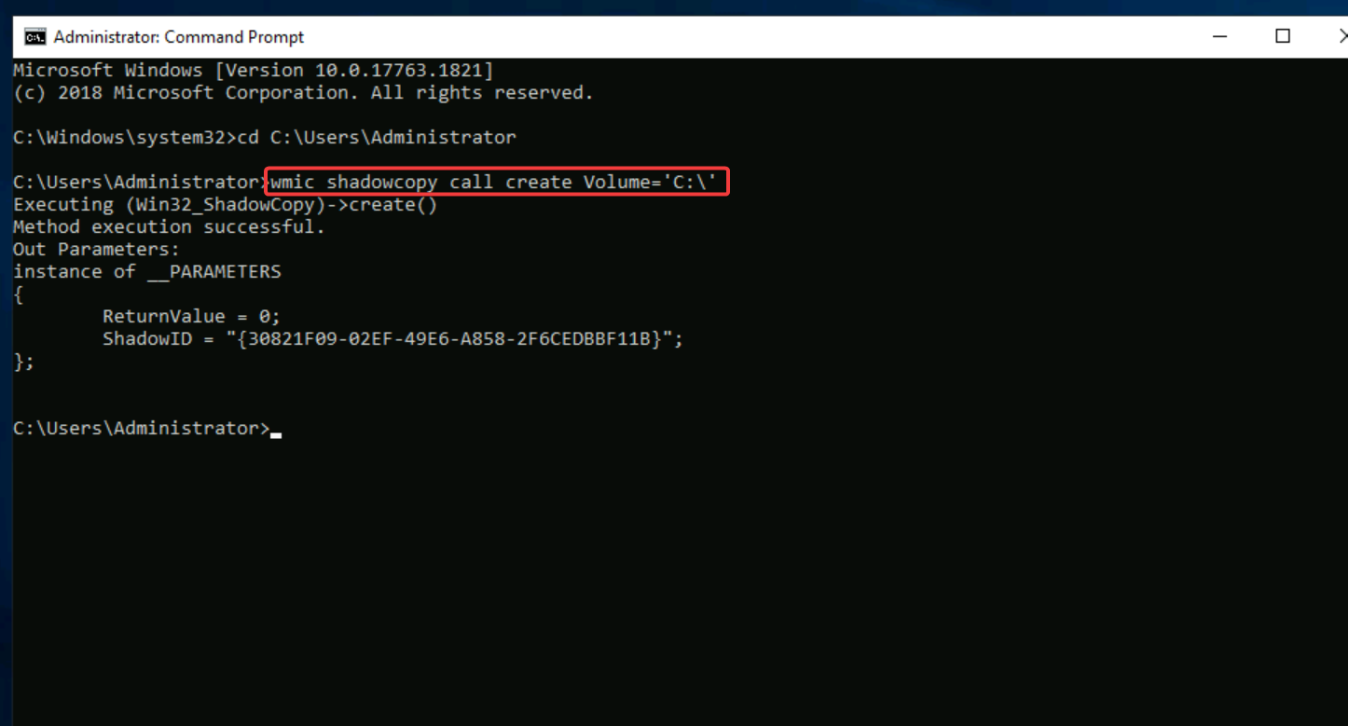 Administrator: Command Prompt
Microsoft Windows [Version 10.0.17763.1821]
(c) 2018 Microsoft Corporation. All rights reserved.
C:\Windows\system32>cd C:\Users\Administrator
C:\Users\Administrator>wmic shadowcopy call create Volume='C:\'
Executing (Win32_ShadowCopy)->create()
Method execution successful.
Out Parameters:
instance of __PARAMETERS
{
        ReturnValue = 0;
        ShadowID = "{30821F09-02EF-49E6-A858-2F6CEDBBF11B}";
};
C:\Users\Administrator>